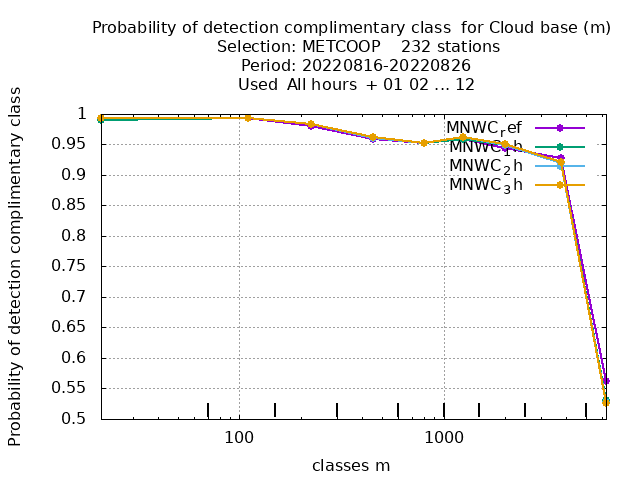 Probability of detection complimentary class  for Cloud base (m)
Selection: METCOOP    232 stations
Period: 20220816-20220826
Used  All hours  + 01 02 ... 12
Probability of detection complimentary class
1
0.95
0.9
0.85
0.8
0.75
0.7
0.65
0.6
0.55
0.5
MNWC_ref
MNWC_1h
MNWC_2h
MNWC_3h
100
1000
classes m